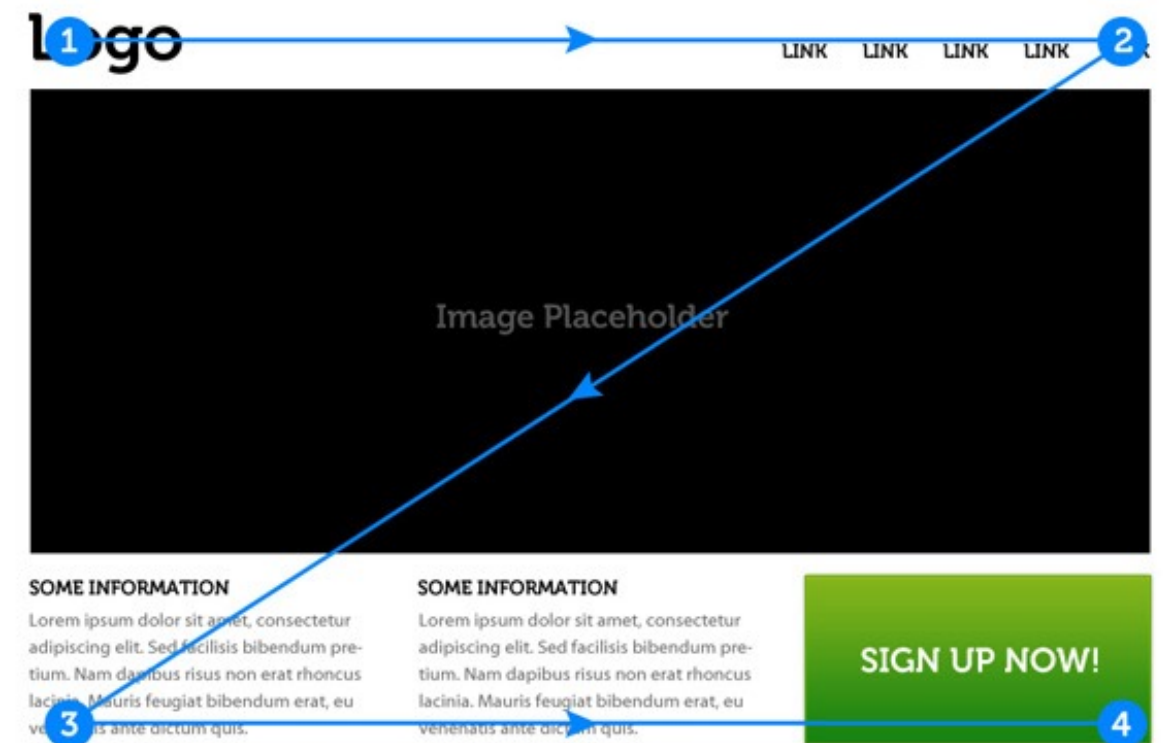 Logo
1
2
LINK LINK LINK LINK
Image Placeholder
SOME INFORMATION
Lorem ipsum dolor sit amet, consectetur
adipiscing elit. Sed facilisis bibendum pre-
tium. Nam dapibus risus non erat rhoncus
lacinia. Mauris feugiat bibendum erat, eu
ante dictum quis.
SOME INFORMATION
Lorem ipsum dolor sit amet, consectetur
adipiscing elit. Sed facilisis bibendum pre-
tium. Nam dapibus risus non erat rhoncus
lacinia. Mauris feugiat bibendum erat, eu
venenatis ante dictum quis.
SIGN UP NOW!
3
4